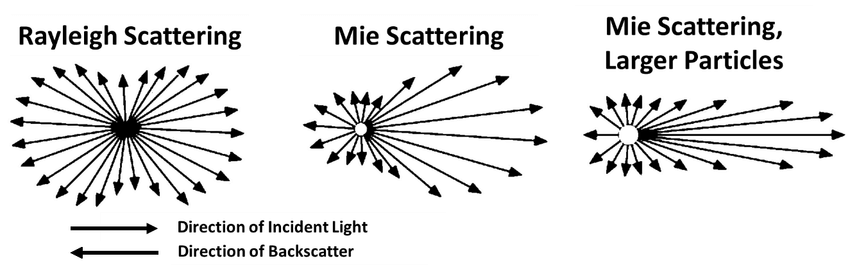 Rayleigh Scattering
Mie Scattering
Mie Scattering,
Larger Particles
Direction of Incident Light
Direction of Backscatter